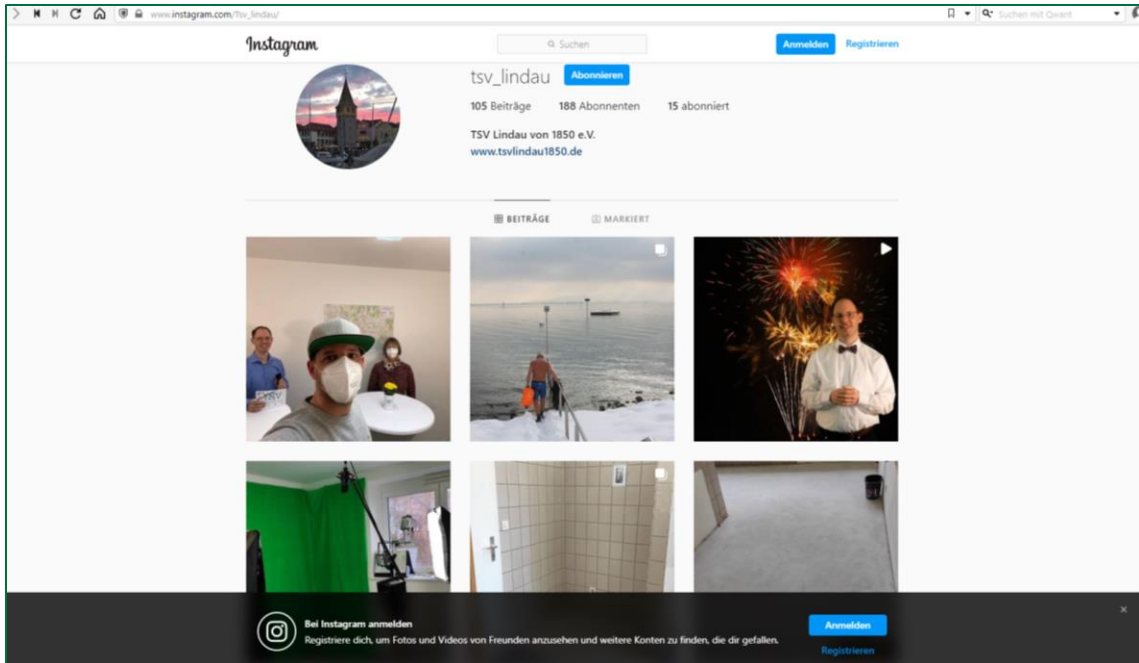 www.instagram.com/Tsv_lindau/
Suchen mit Qwant
Instagram
Suchen
Anmelden
Registrieren
tsv_lindau
Abonnieren
105 Beiträge 188 Abonnenten 15 abonniert
TSV Lindau von 1850 e.V.
www.tsvlindau1850.de
BEITRÄGE
MARKIERT
Bei Instagram anmelden
Registriere dich, um Fotos und Videos von Freunden anzusehen und weitere Konten zu finden, die dir gefallen.
Anmelden
Registrieren